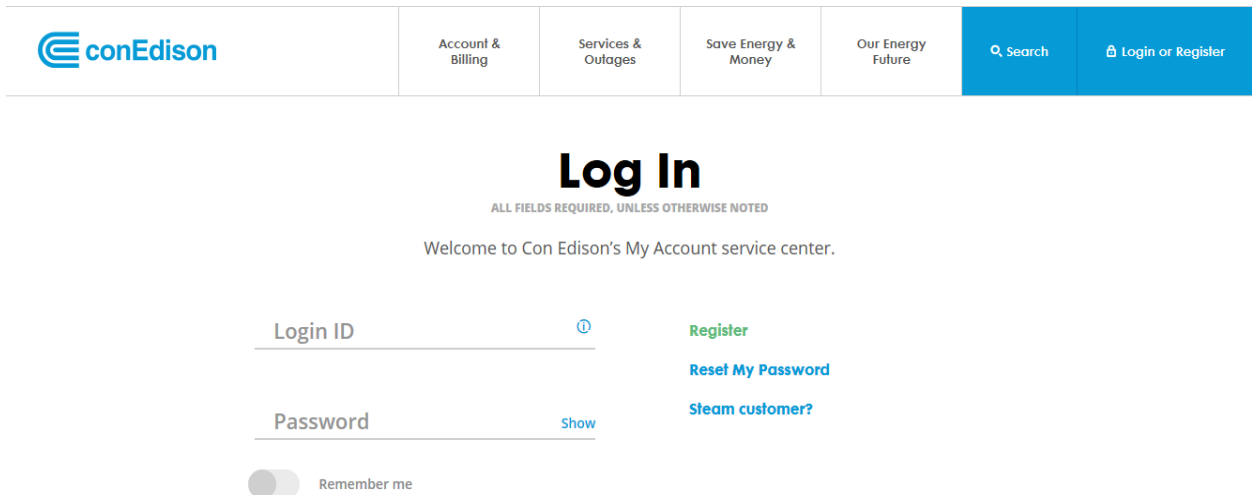 conEdison
Account &
Billing
Services &
Outages
Save Energy &
Money
Our Energy
Future
Search
Login or Register
Log In
ALL FIELDS REQUIRED, UNLESS OTHERWISE NOTED
Welcome to Con Edison's My Account service center.
Login ID
Register
Reset My Password
Password
Show
Steam customer?
Remember me